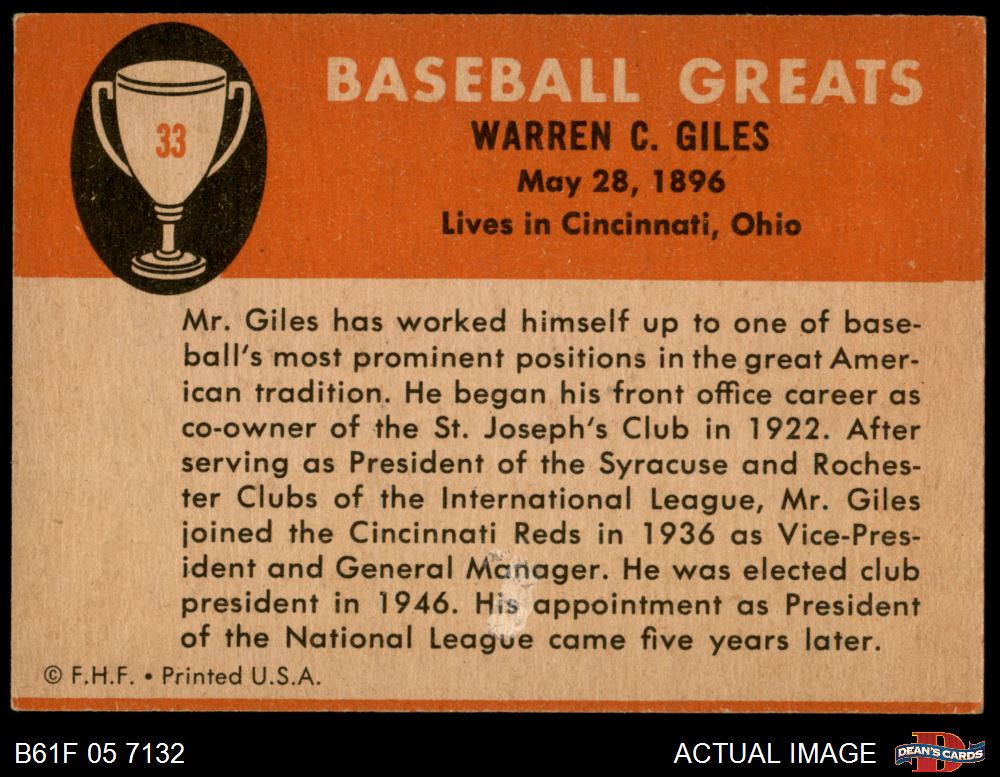 33
BASEBALL GREATS
WARREN C. GILES
May 28, 1896
Lives in Cincinnati, Ohio
Mr. Giles has worked himself up to one of base-
ball's most prominent positions in the great Amer-
ican tradition. He began his front office career as
co-owner of the St. Joseph's Club in 1922. After
serving as President of the Syracuse and Roches-
ter Clubs of the International League, Mr. Giles
joined the Cincinnati Reds in 1936 as Vice-Pres-
ident and General Manager. He was elected club
president in 1946. His appointment as President
of the National League came five years later.
© F.H.F. • Printed U.S.A.
B61F 05 7132
ACTUAL IMAGE
D
DEAN'S CARDS